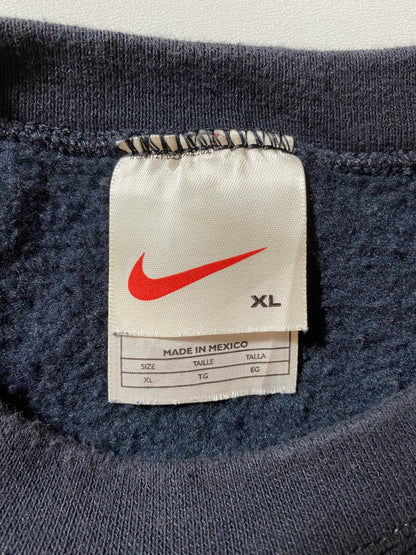 XL
MADE IN MEXICO
SIZE TAILLE TALLA
XL TG EG